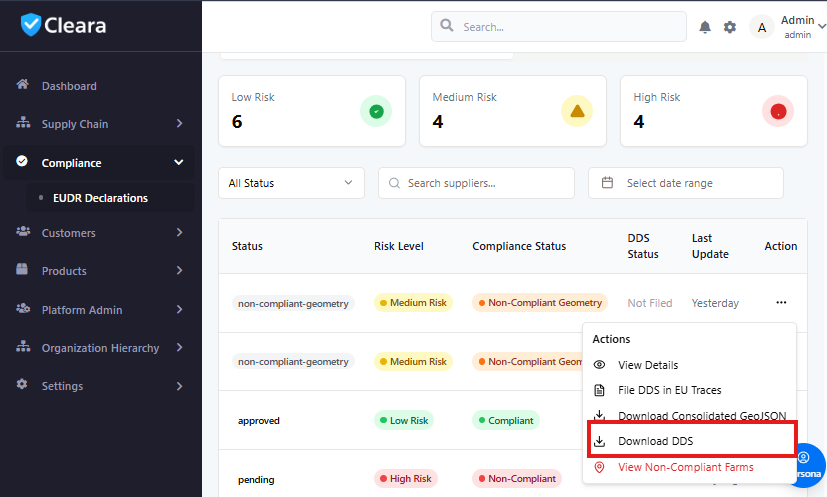 Cleara
Search...
A
Admin
admin
Dashboard
Supply Chain
Compliance
EUDR Declarations
Customers
Products
Platform Admin
Organization Hierarchy
Settings
Low Risk
6
Medium Risk
4
High Risk
4
All Status
Search suppliers...
Select date range
Status
Risk Level
Compliance Status
DDS
Status
Last
Update
Action
non-compliant-geometry
Medium Risk
Non-Compliant Geometry
Not Filed
Yesterday
...
non-compliant-geometry
Medium Risk
Non-Compliant Geom
approved
Low Risk
Compliant
pending
High Risk
Non-Compliant
Actions
View Details
File DDS in EU Traces
Download Consolidated GeoJSON
Download DDS
View Non-Compliant Farms
rsona